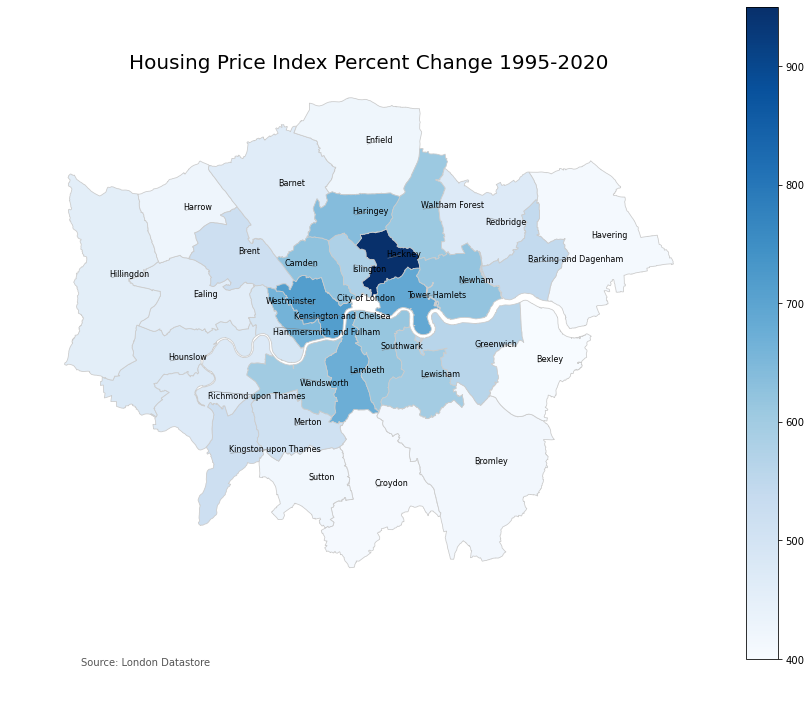 Housing Price Index Percent Change 1995-2020
900
Enfield
Barnet
800
Waltham Forest
Harrow
Haringey
Redbridge
Havering
Brent
Hackney
Camden
Barking and Dagenham
Islington
Hillingdon
Newham
700
Ealing
Tower Hamlets
City of London
Westminster
Kensington and Chelsea
Hammersmith and Fulham
Greenwich
Southwark
Hounslow
Bexley
Lambeth
Lewisham
Wandsworth
Richmond upon Thames
600
Merton
Kingston upon Thames
Bromley
Sutton
Croydon
500
Source: London Datastore
400